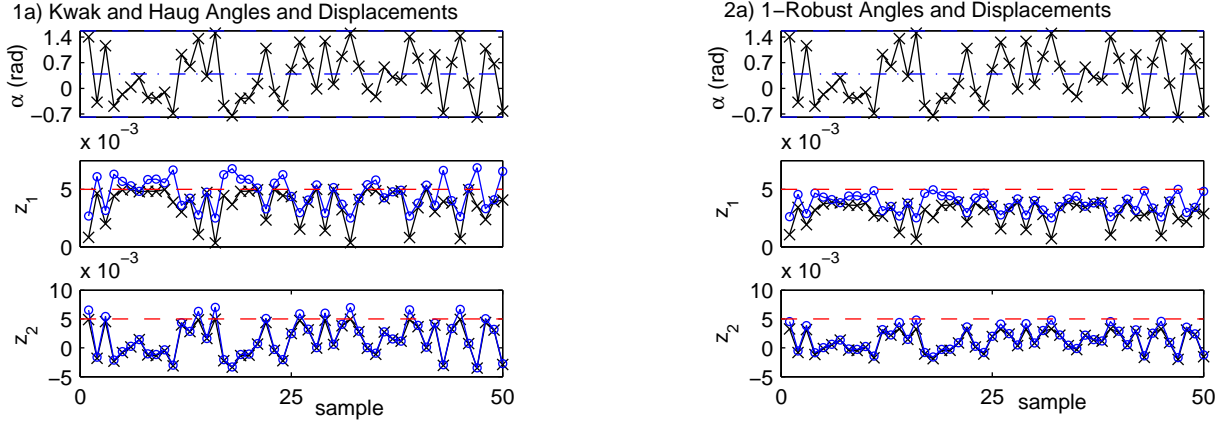 1a) Kwak and Haug Angles and Displacements
1.4
0.7
0
−0.7
α (rad)
x 10⁻³
5
0
z₁
x 10⁻³
10
5
0
−5
z₂
0
25
50
sample
2a) 1−Robust Angles and Displacements
1.4
0.7
0
−0.7
α (rad)
x 10⁻³
5
0
z₁
x 10⁻³
10
5
0
−5
z₂
0
25
50
sample